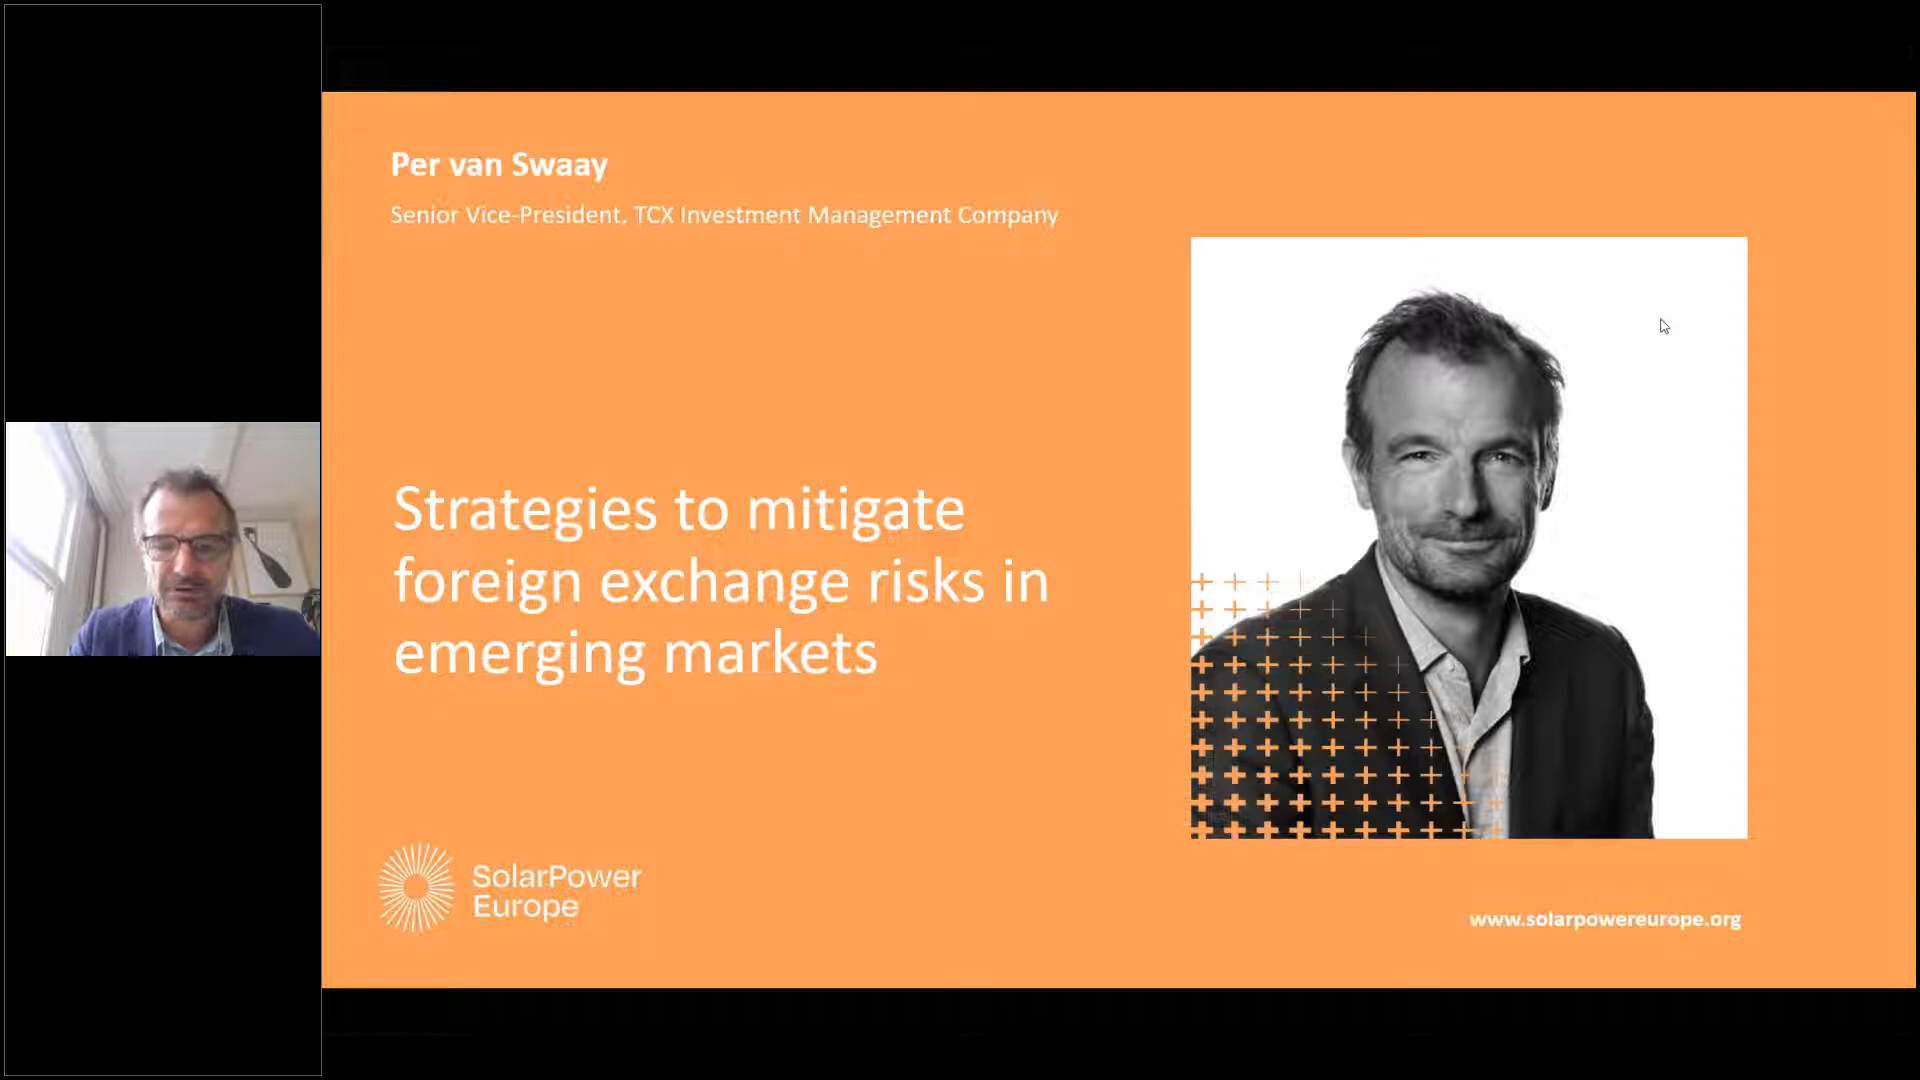 Per van Swaay
Senior Vice-President, TCX Investment Management Company
Strategies to mitigate
foreign exchange risks in
emerging markets
SolarPower
Europe
www.solarpowereurope.org